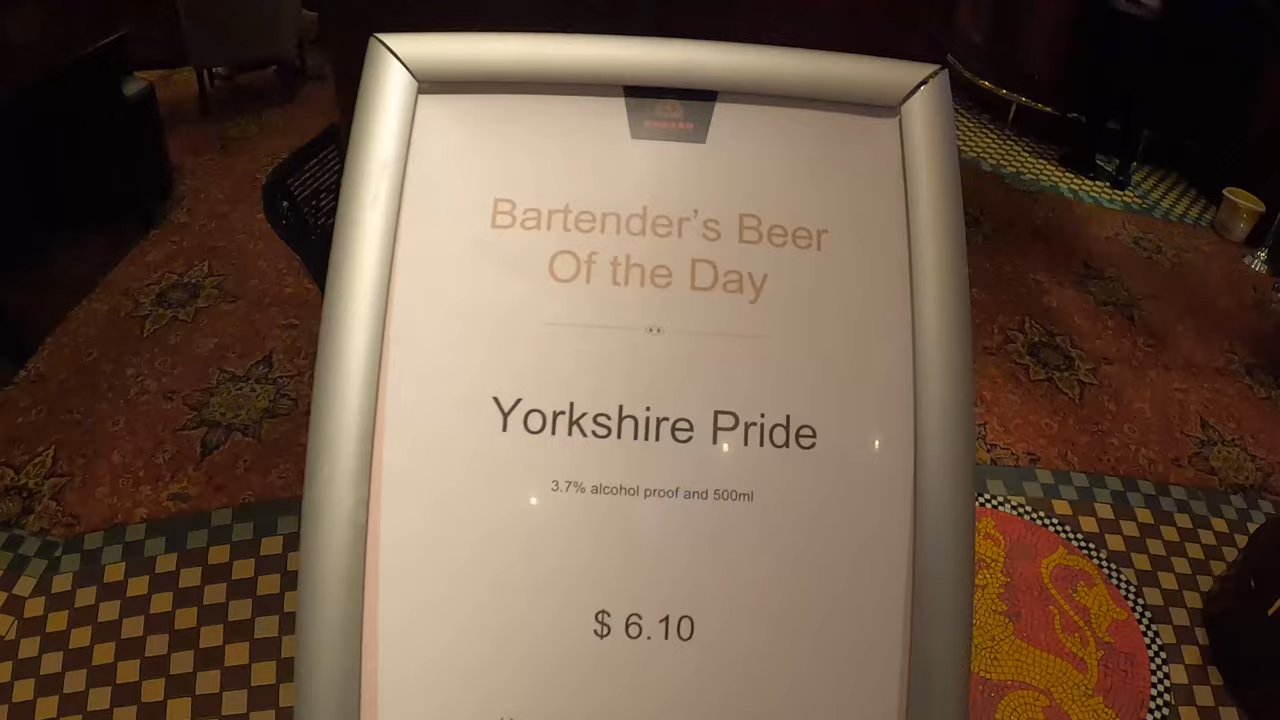 Bartender's Beer
Of the Day
Yorkshire Pride
3.7% alcohol proof and 500ml
$ 6.10